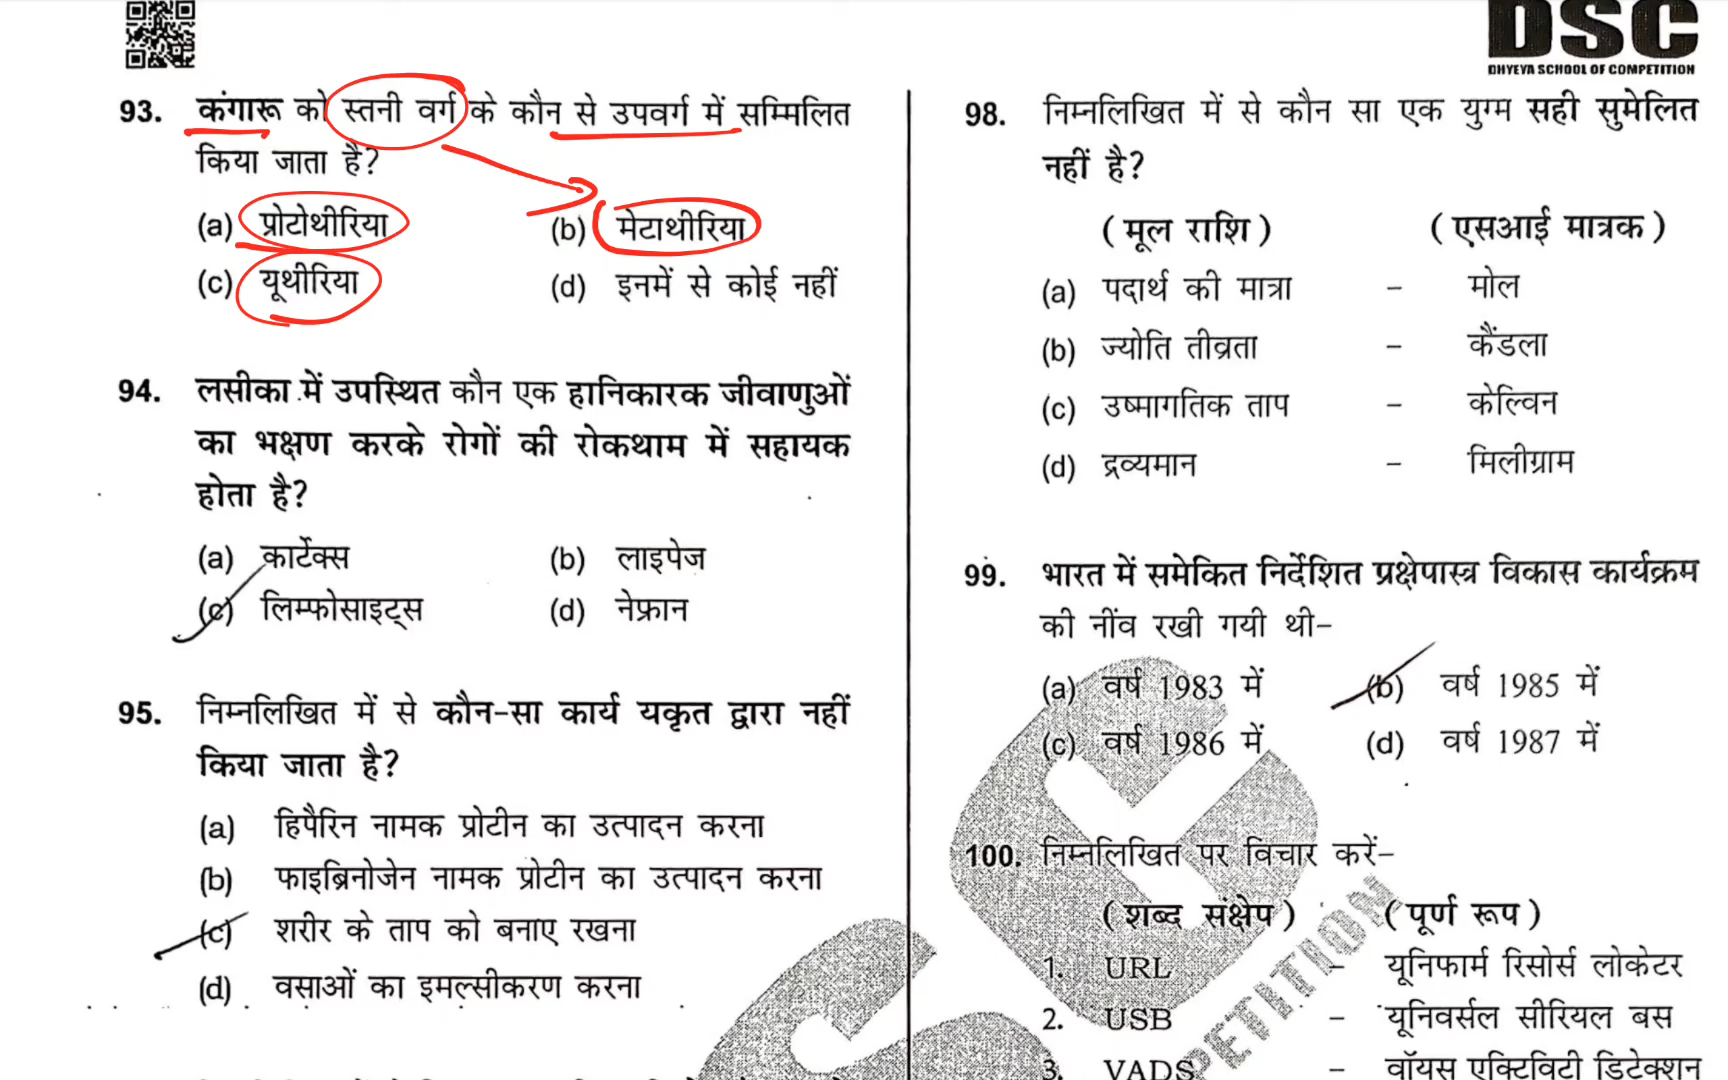 DSC
DHYEYA SCHOOL OF COMPETITION
93. कंगारू को स्तनी वर्ग के कौन से उपवर्ग में सम्मिलित
किया जाता है?
(a) प्रोटोथीरिया (b) मेटाथीरिया
(c) यूथीरिया (d) इनमें से कोई नहीं
94. लसीका में उपस्थित कौन एक हानिकारक जीवाणुओं
का भक्षण करके रोगों की रोकथाम में सहायक
होता है?
(a) कार्टेक्स (b) लाइपेज
(c) लिम्फोसाइट्स (d) नेफ्रान
95. निम्नलिखित में से कौन-सा कार्य यकृत द्वारा नहीं
किया जाता है?
(a) हिपैरिन नामक प्रोटीन का उत्पादन करना
(b) फाइब्रिनोजेन नामक प्रोटीन का उत्पादन करना
(c) शरीर के ताप को बनाए रखना
(d) वसाओं का इमल्सीकरण करना
98. निम्नलिखित में से कौन सा एक युग्म सही सुमेलित
नहीं है?
(मूल राशि) (एसआई मात्रक)
(a) पदार्थ की मात्रा – मोल
(b) ज्योति तीव्रता – कैंडला
(c) उष्मागतिक ताप – केल्विन
(d) द्रव्यमान – मिलीग्राम
99. भारत में समेकित निर्देशित प्रक्षेपास्त्र विकास कार्यक्रम
की नींव रखी गयी थी–
(a) वर्ष 1983 में (b) वर्ष 1985 में
(c) वर्ष 1986 में (d) वर्ष 1987 में
100. निम्नलिखित पर विचार करें–
(शब्द संक्षेप) (पूर्ण रूप)
1. URL – यूनिफार्म रिसोर्स लोकेटर
2. USB – यूनिवर्सल सीरियल बस
3. VADS – वॉयस एक्टिविटी डिटेक्शन
PETITION